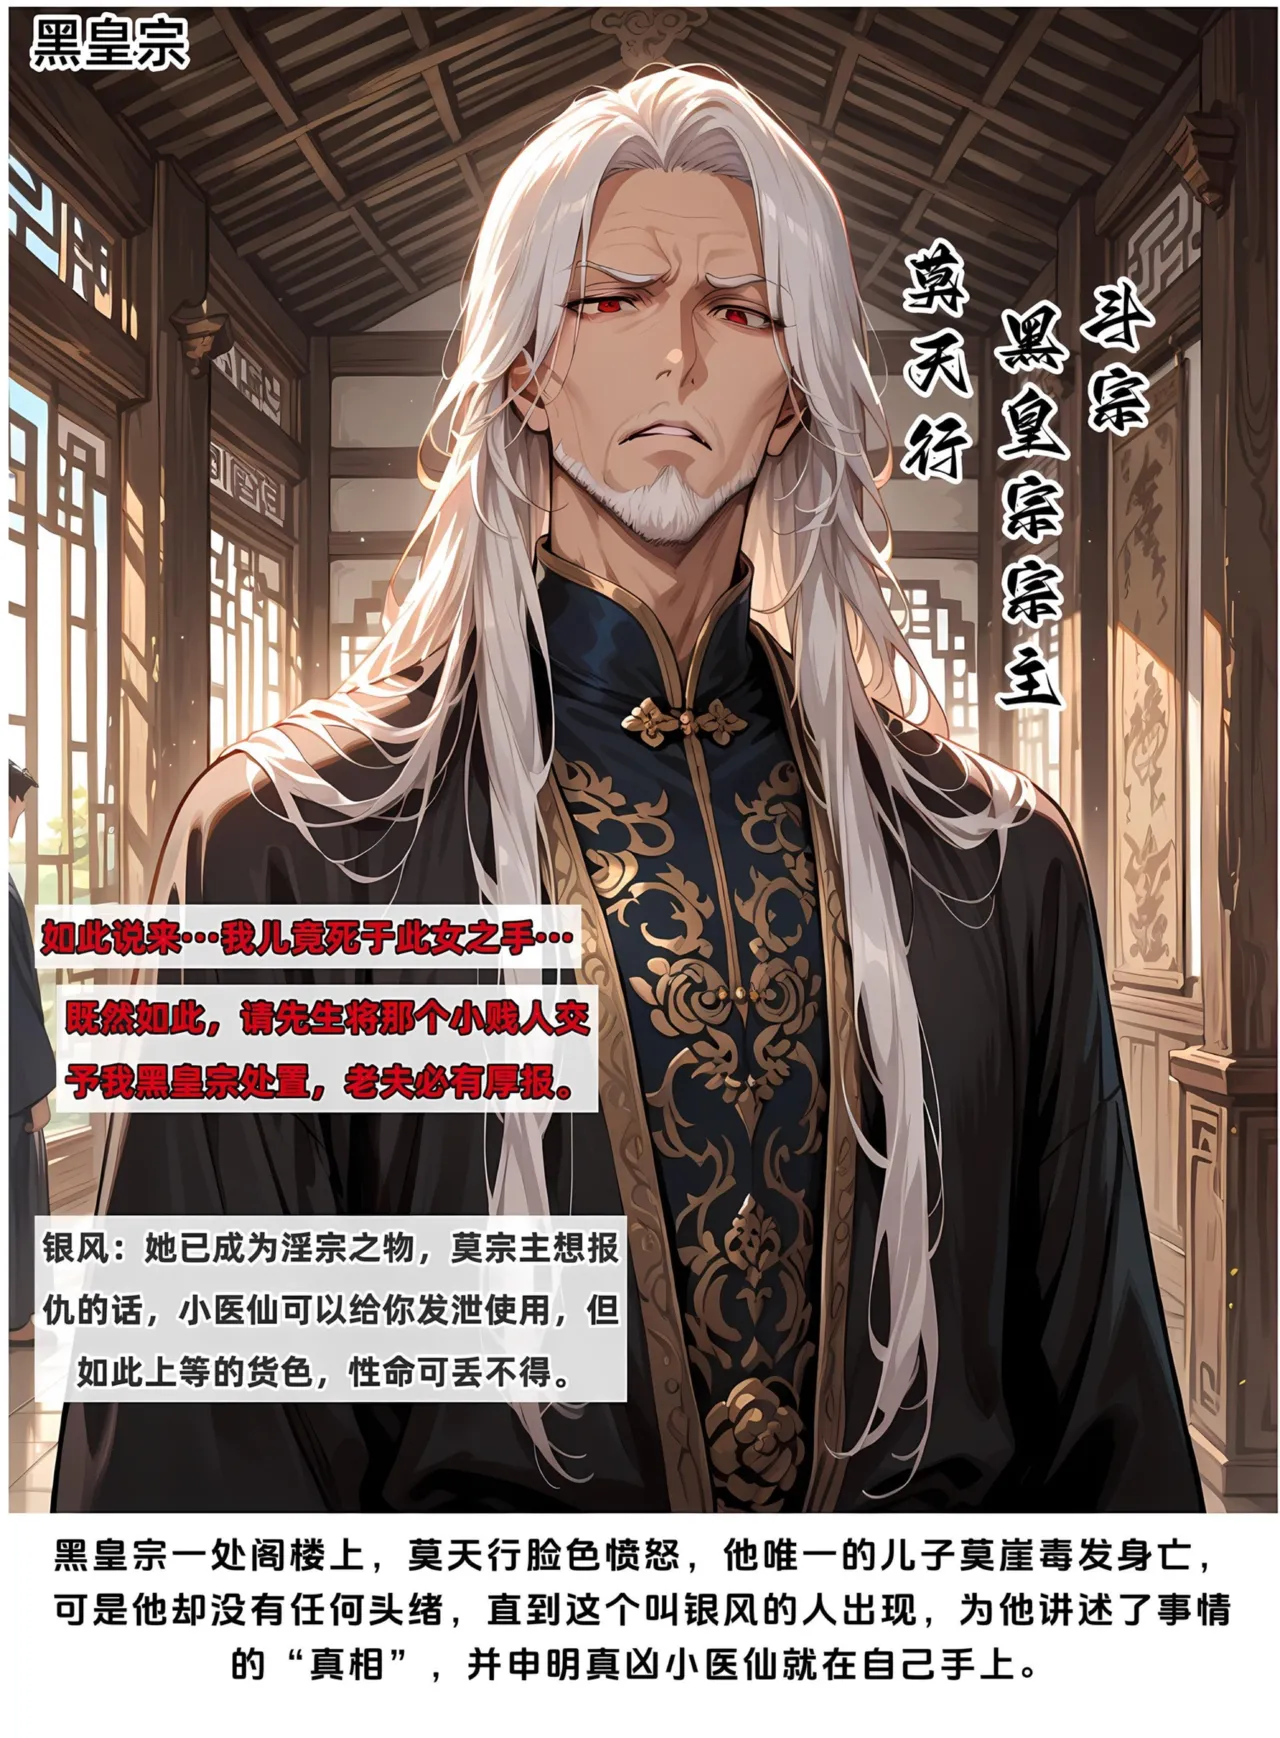 黑皇宗
斗宗
黑皇宗宗主
莫天行
如此说来…我儿竟死于此女之手…
既然如此，请先生将那个小贱人交
予我黑皇宗处置，老夫必有厚报。
银风：她已成为淫宗之物，莫宗主想报
仇的话，小医仙可以给你发泄使用，但
如此上等的货色，性命可丢不得。
黑皇宗一处阁楼上，莫天行脸色愤怒，他唯一的儿子莫崖毒发身亡，
可是他却没有任何头绪，直到这个叫银风的人出现，为他讲述了事情
的“真相”，并申明真凶小医仙就在自己手上。